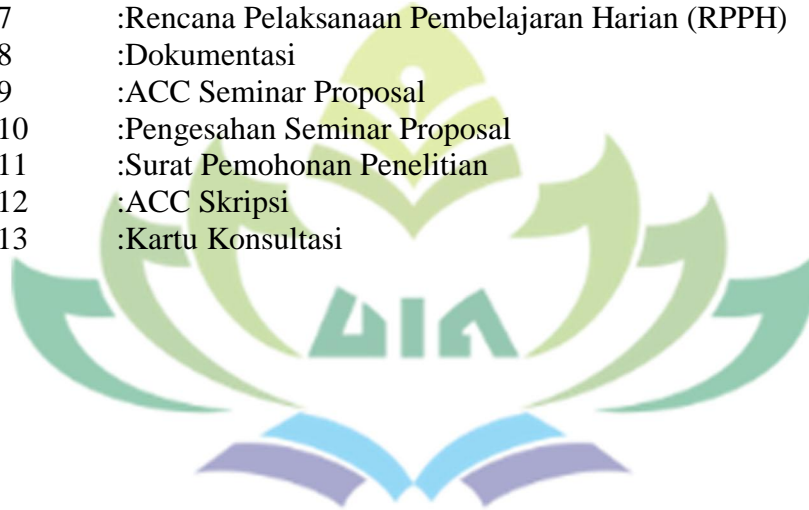 7 :Rencana Pelaksanaan Pembelajaran Harian (RPPH)
8 :Dokumentasi
9 :ACC Seminar Proposal
10 :Pengesahan Seminar Proposal
11 :Surat Pemohonan Penelitian
12 :ACC Skripsi
13 :Kartu Konsultasi
UIN